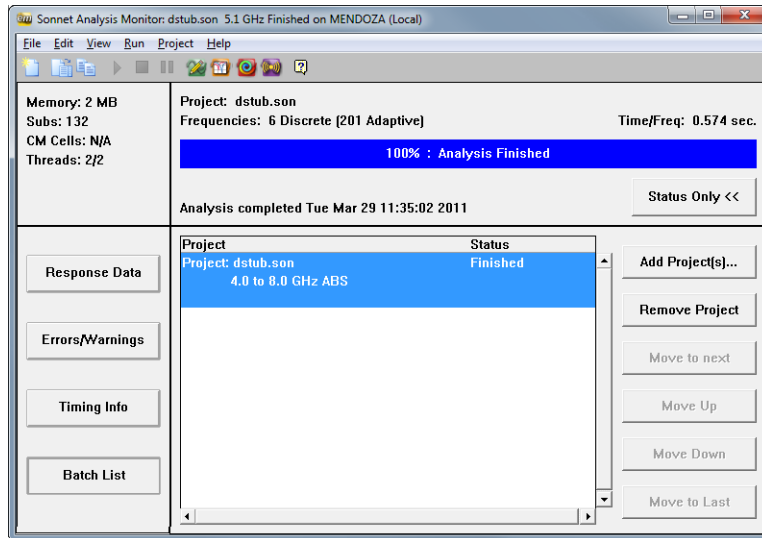 Sonnet Analysis Monitor: dstub.son 5.1 GHz Finished on MENDOZA (Local)
File Edit View Run Project Help
Memory: 2 MB
Subs: 132
CM Cells: N/A
Threads: 2/2
Project: dstub.son
Frequencies: 6 Discrete (201 Adaptive) Time/Freq: 0.574 sec.
100% : Analysis Finished
Status Only <<
Analysis completed Tue Mar 29 11:35:02 2011
Response Data
Errors/Warnings
Timing Info
Batch List
Project Status
Project: dstub.son Finished
4.0 to 8.0 GHz ABS
Add Project(s)...
Remove Project
Move to next
Move Up
Move Down
Move to Last